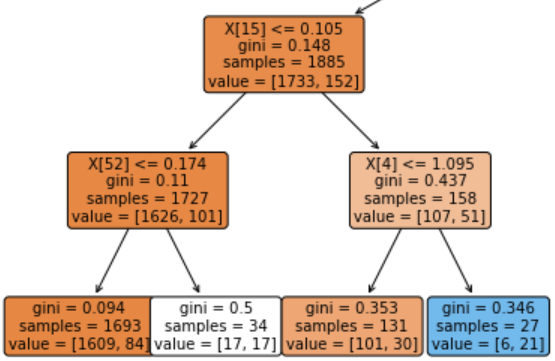 X[15] <= 0.105
gini = 0.148
samples = 1885
value = [1733, 152]
X[52] <= 0.174
gini = 0.11
samples = 1727
value = [1626, 101]
X[4] <= 1.095
gini = 0.437
samples = 158
value = [107, 51]
gini = 0.094
samples = 1693
value = [1609, 84]
gini = 0.5
samples = 34
value = [17, 17]
gini = 0.353
samples = 131
value = [101, 30]
gini = 0.346
samples = 27
value = [6, 21]